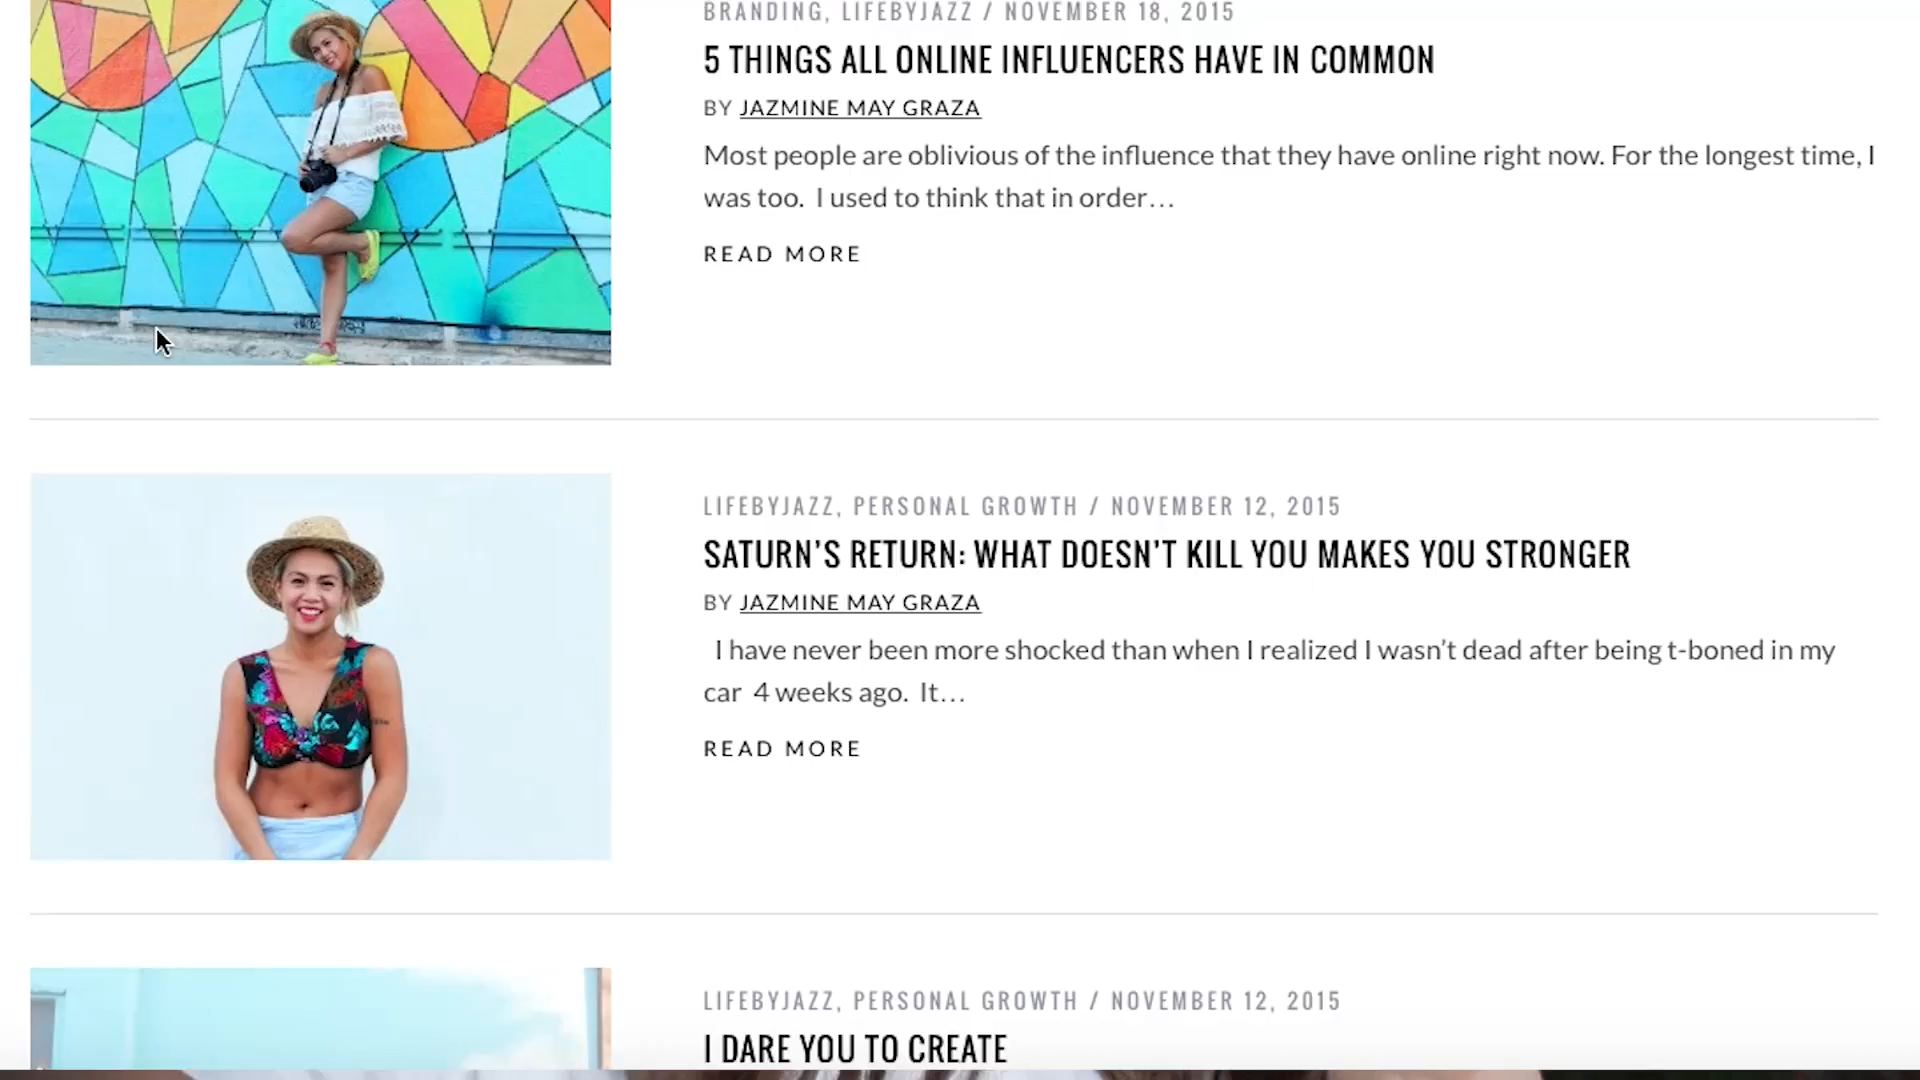 BRANDING, LIFEBYJAZZ / NOVEMBER 18, 2015
5 THINGS ALL ONLINE INFLUENCERS HAVE IN COMMON
BY JAZMINE MAY GRAZA
Most people are oblivious of the influence that they have online right now. For the longest time, I
was too.  I used to think that in order…
READ MORE
LIFEBYJAZZ, PERSONAL GROWTH / NOVEMBER 12, 2015
SATURN’S RETURN: WHAT DOESN’T KILL YOU MAKES YOU STRONGER
BY JAZMINE MAY GRAZA
I have never been more shocked than when I realized I wasn’t dead after being t-boned in my
car  4 weeks ago.  It…
READ MORE
LIFEBYJAZZ, PERSONAL GROWTH / NOVEMBER 12, 2015
I DARE YOU TO CREATE